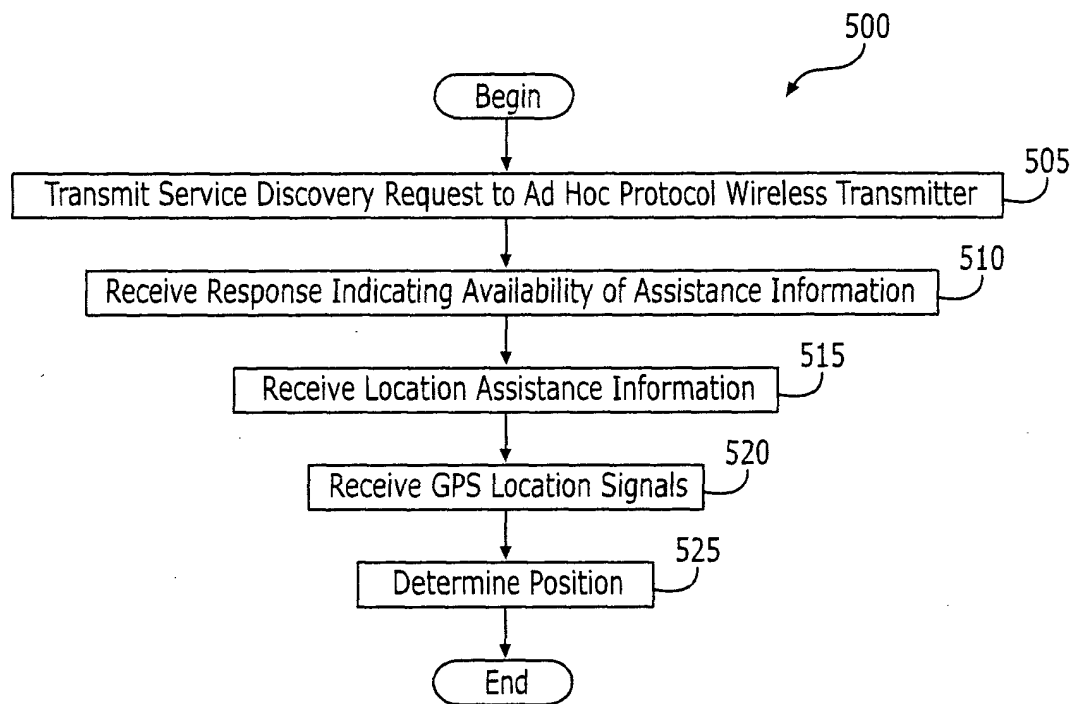 500
Begin
505
Transmit Service Discovery Request to Ad Hoc Protocol Wireless Transmitter
510
Receive Response Indicating Availability of Assistance Information
515
Receive Location Assistance Information
520
Receive GPS Location Signals
525
Determine Position
End